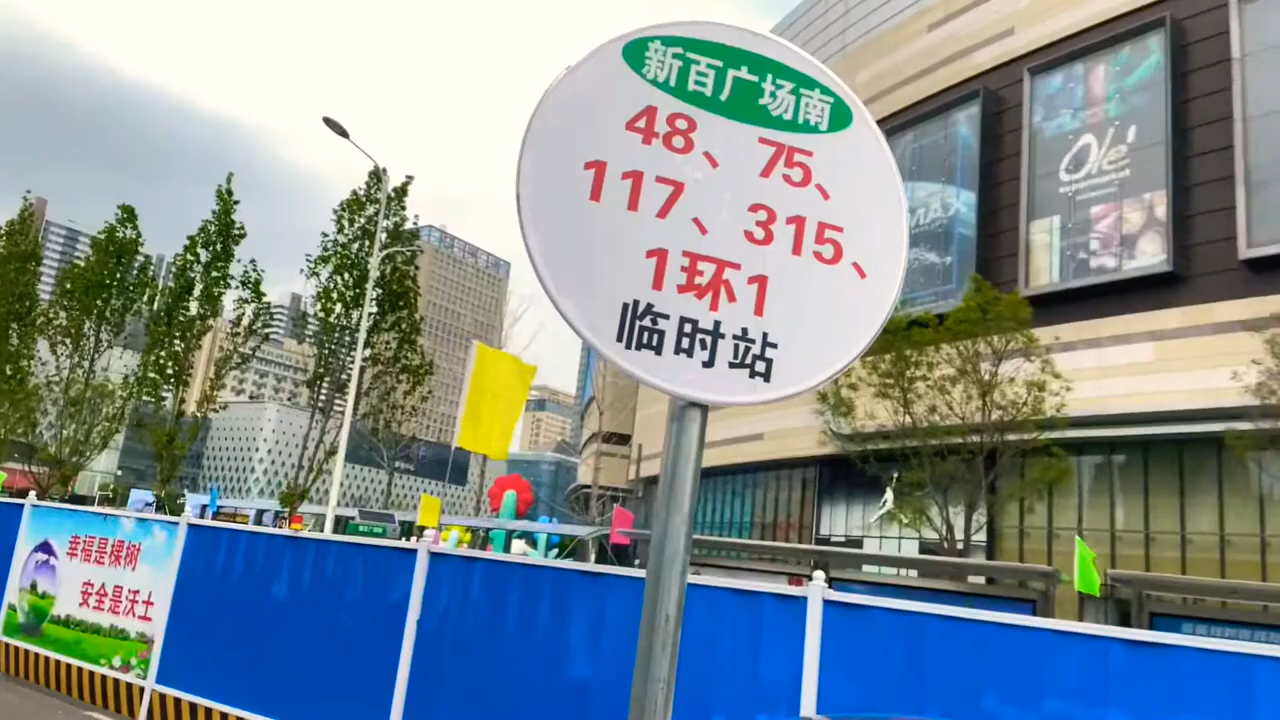 新百广场南
48、75、
117、315、
1环1
临时站
Olé
supermarket
幸福是棵树
安全是沃土